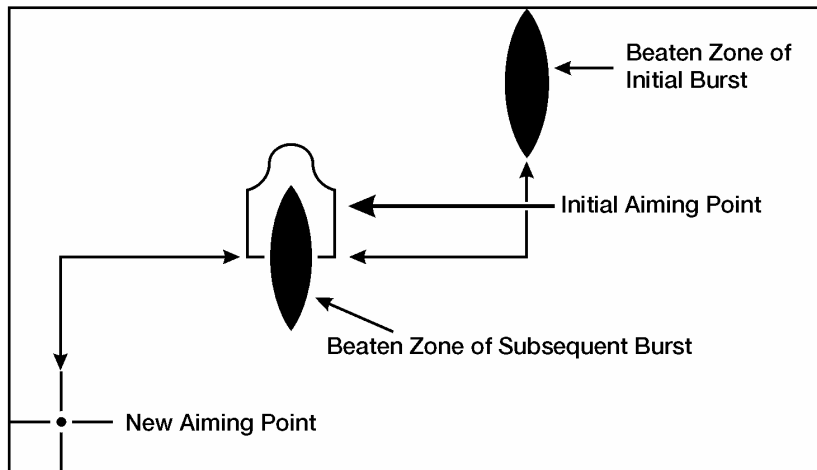 Beaten Zone of
Initial Burst
Initial Aiming Point
Beaten Zone of Subsequent Burst
New Aiming Point